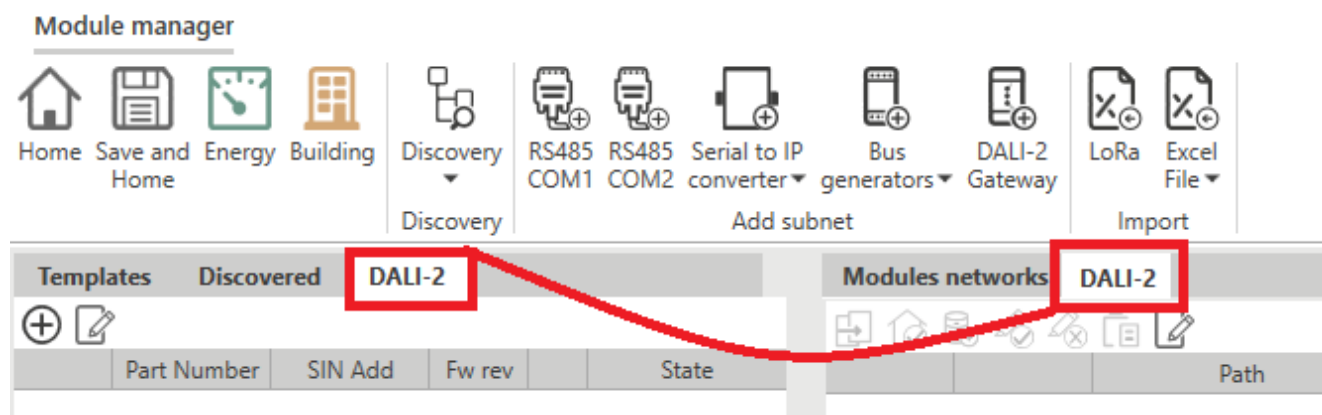 Module manager
Home Save and Energy Building Discovery RS485 RS485 Serial to IP Bus DALI-2 LoRa Excel
Home COM1 COM2 converter generators Gateway File
Discovery Add subnet Import
Templates Discovered DALI-2 Modules networks DALI-2
Part Number SIN Add Fw rev State Path